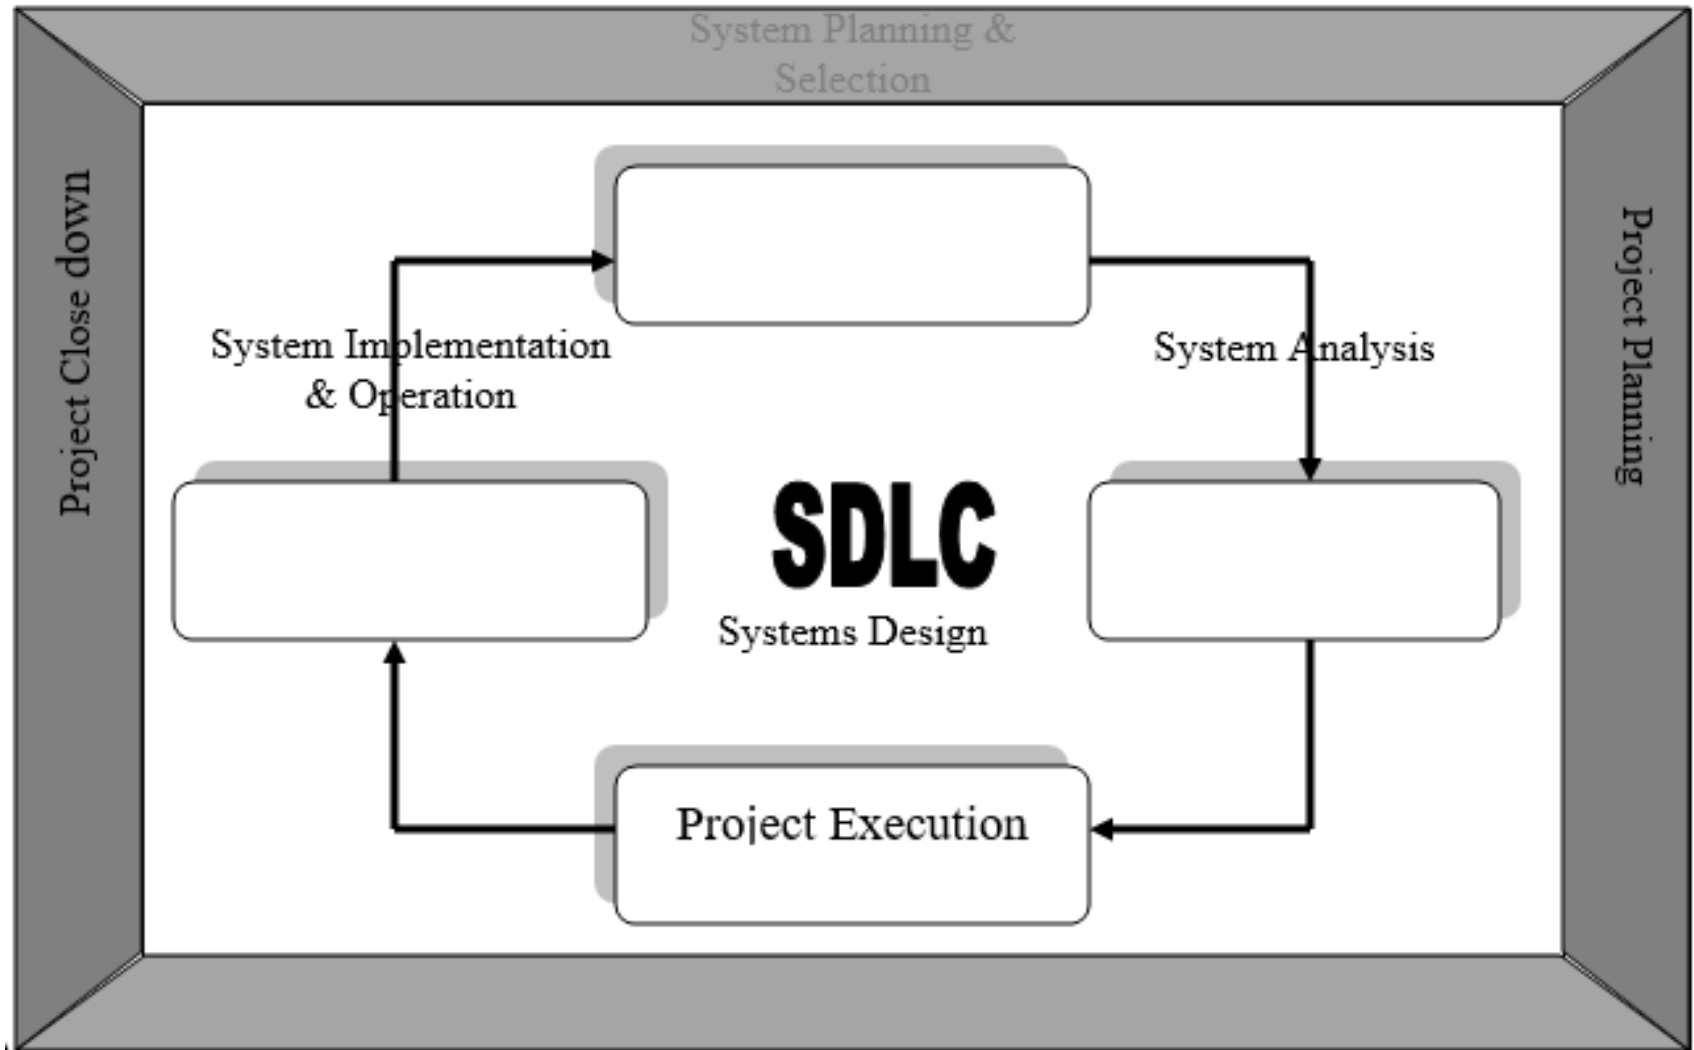 System Planning &
Selection
Project Close down
Project Planning
System Implementation
& Operation
System Analysis
SDLC
Systems Design
Project Execution